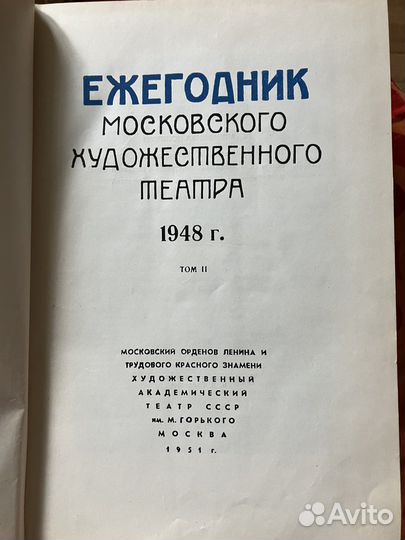 ЕЖЕГОДНИК
МОСКОВСКОГО
ХУДОЖЕСТВЕННОГО
ТЕАТРА
1948 г.
ТОМ II
МОСКОВСКИЙ ОРДЕНОВ ЛЕНИНА И
ТРУДОВОГО КРАСНОГО ЗНАМЕНИ
ХУДОЖЕСТВЕННЫЙ
АКАДЕМИЧЕСКИЙ
ТЕАТР СССР
им. М. ГОРЬКОГО
МОСКВА
1951 г.
Avito